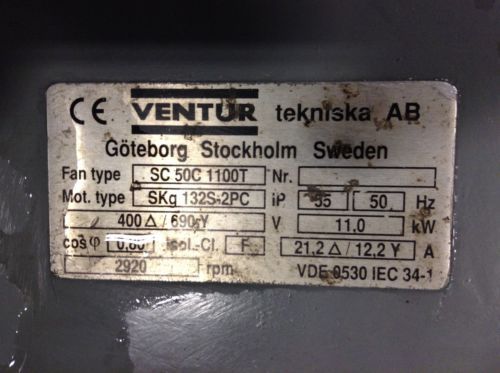 CE VENTUR tekniska AB
Göteborg Stockholm Sweden
Fan type SC 50C 1100T Nr.
Mot. type SKg 132S-2PC iP 55 50 Hz
400 Δ / 690 Y V 11.0 kW
cos φ Isol.-Cl. F 21,2 Δ / 12,2 Y A
2920 rpm VDE 0530 IEC 34-1